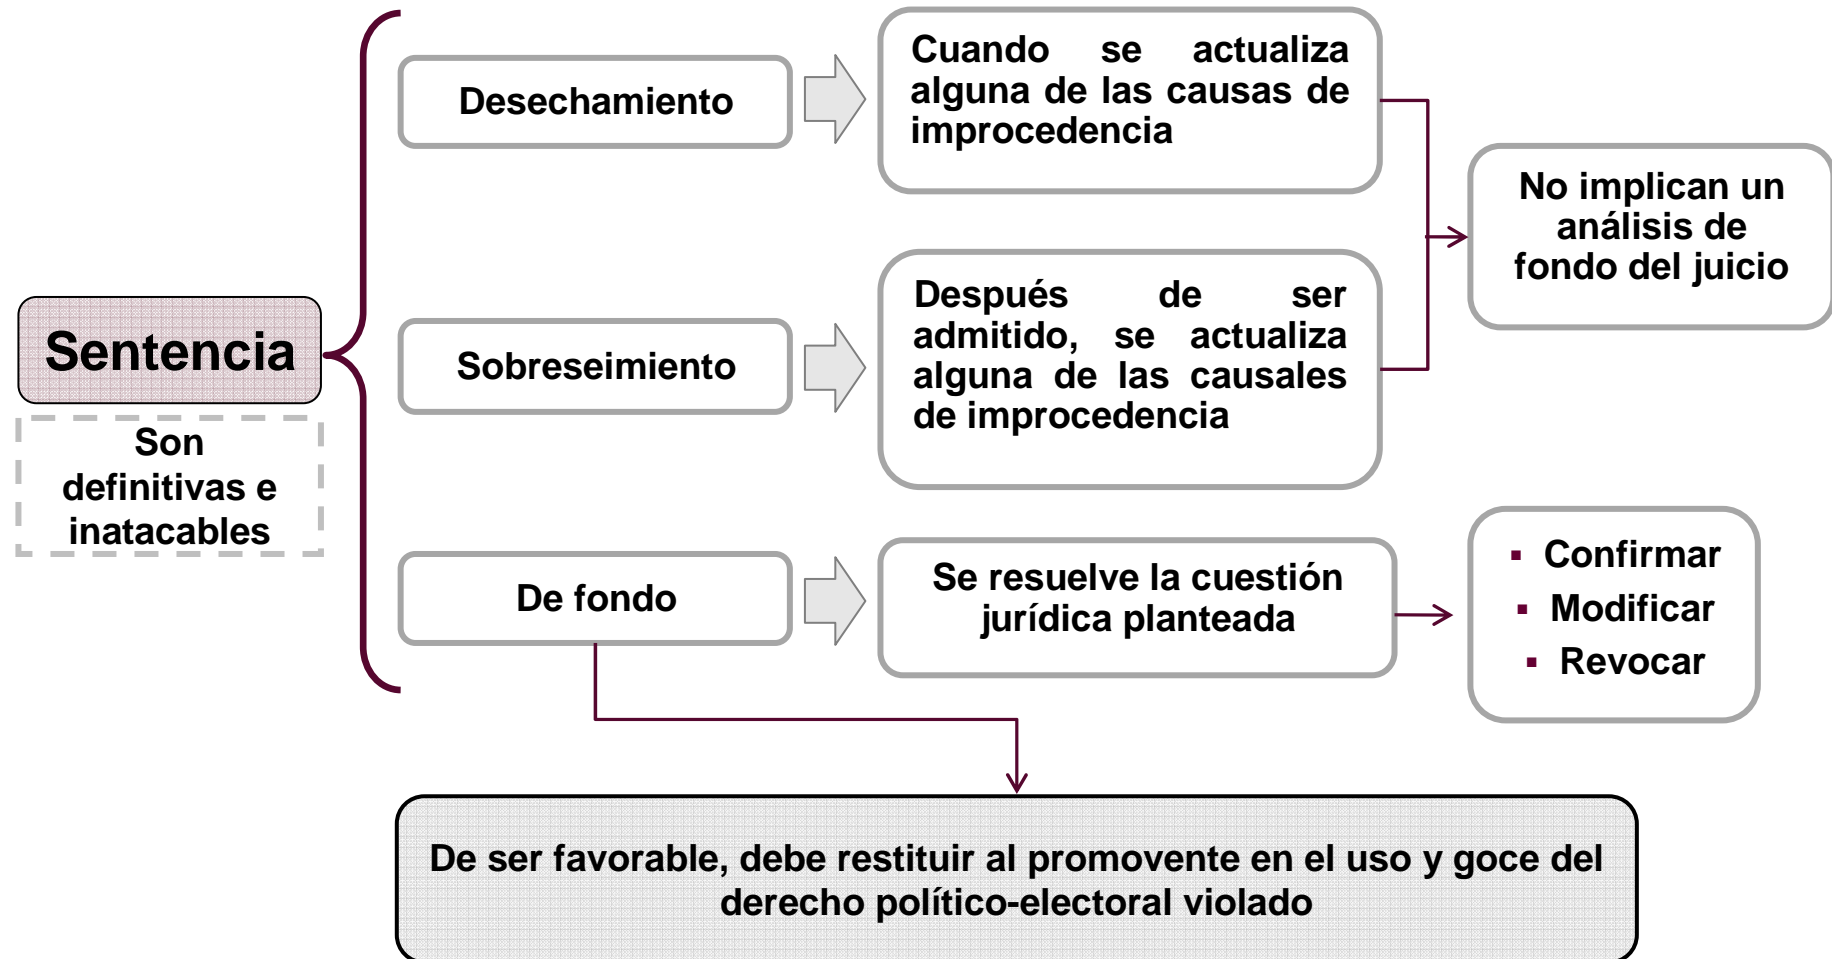 Sentencia
Son
definitivas e
inatacables
Desechamiento
Cuando se actualiza
alguna de las causas de
improcedencia
Sobreseimiento
Después de ser
admitido, se actualiza
alguna de las causales
de improcedencia
No implican un
análisis de
fondo del juicio
De fondo
Se resuelve la cuestión
jurídica planteada
▪ Confirmar
▪ Modificar
▪ Revocar
De ser favorable, debe restituir al promovente en el uso y goce del
derecho político-electoral violado